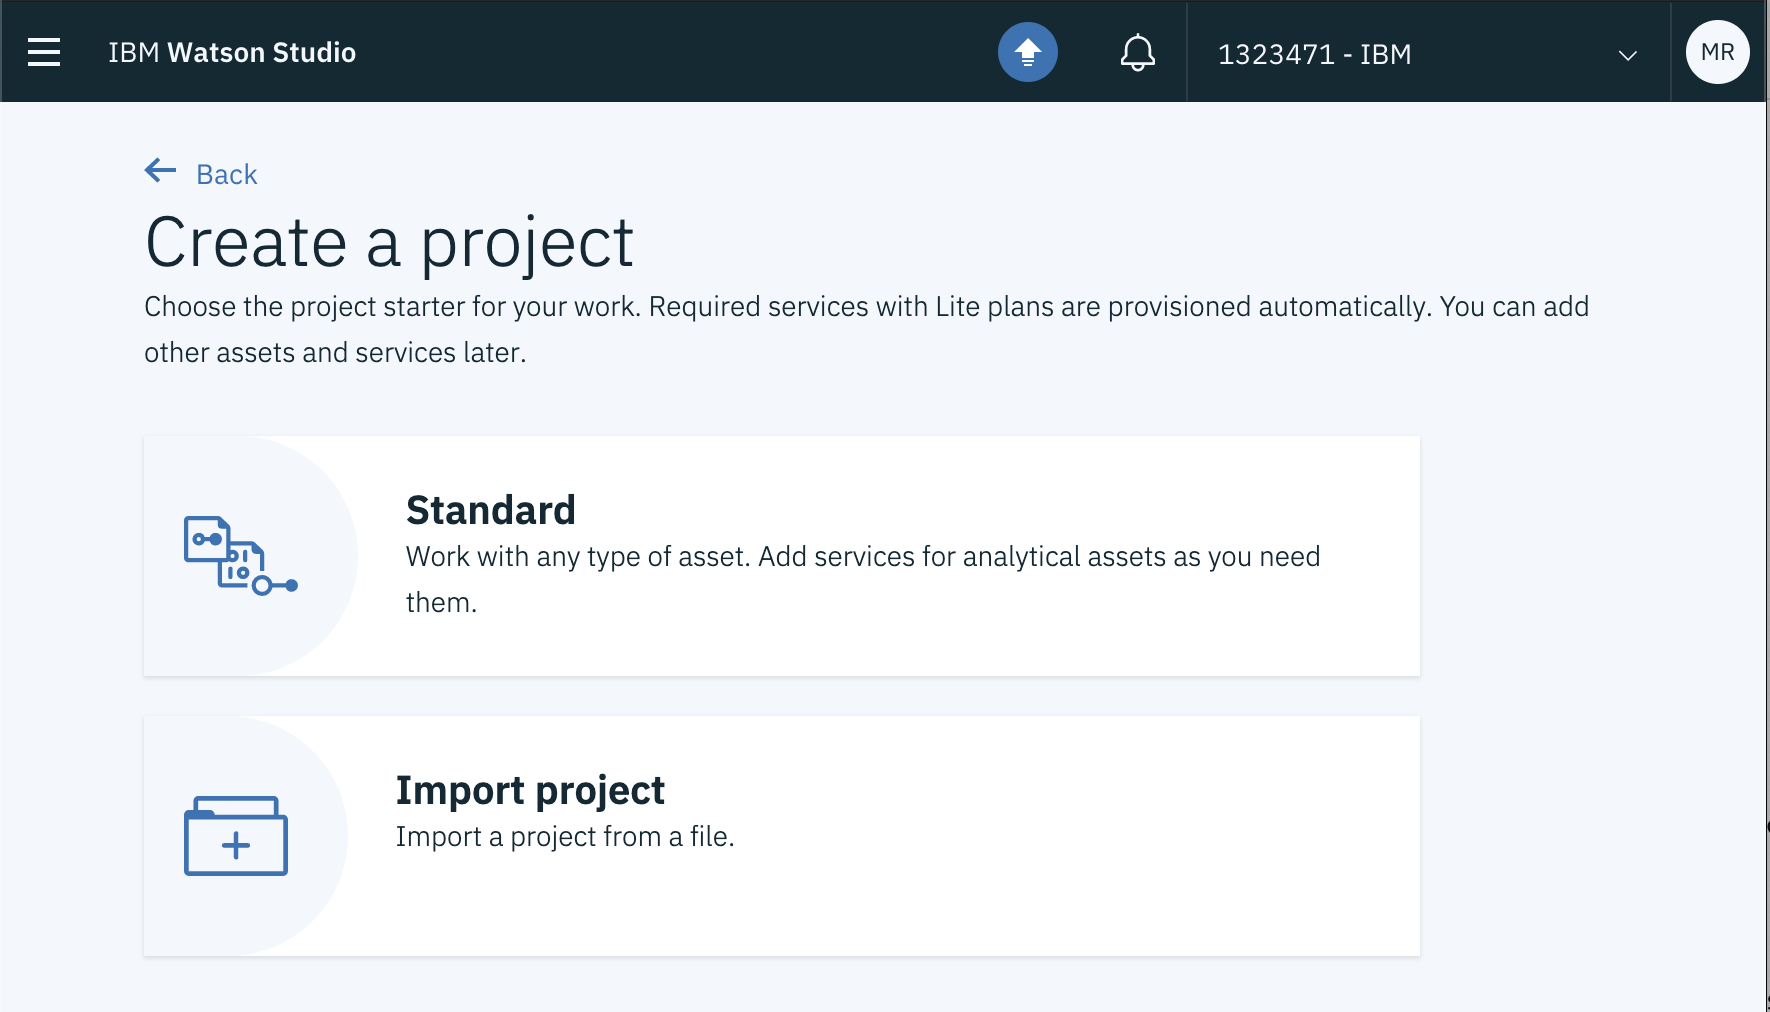 IBM Watson Studio
1323471 - IBM
MR
Back
Create a project
Choose the project starter for your work. Required services with Lite plans are provisioned automatically. You can add
other assets and services later.
Standard
Work with any type of asset. Add services for analytical assets as you need
them.
Import project
Import a project from a file.